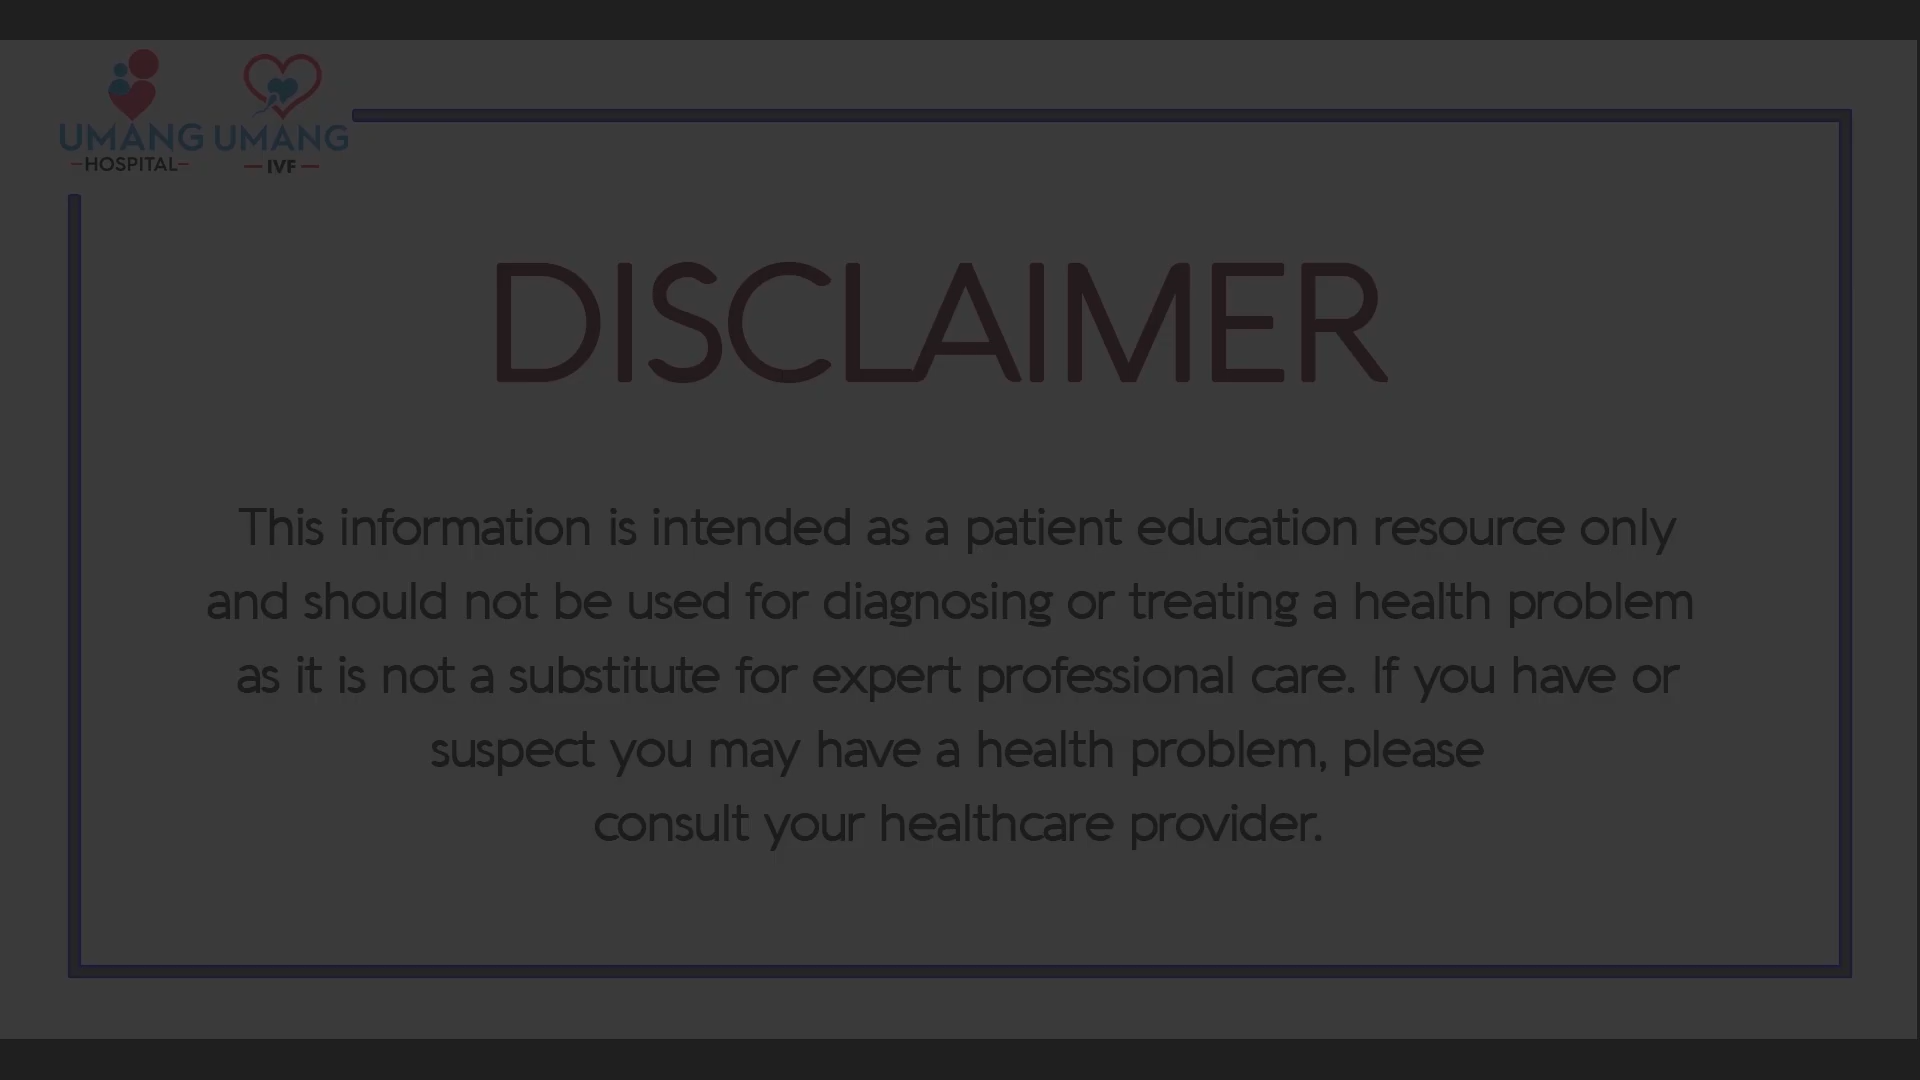 UMANG UMANG
HOSPITAL IVF
DISCLAIMER
This information is intended as a patient education resource only
and should not be used for diagnosing or treating a health problem
as it is not a substitute for expert professional care. If you have or
suspect you may have a health problem, please
consult your healthcare provider.